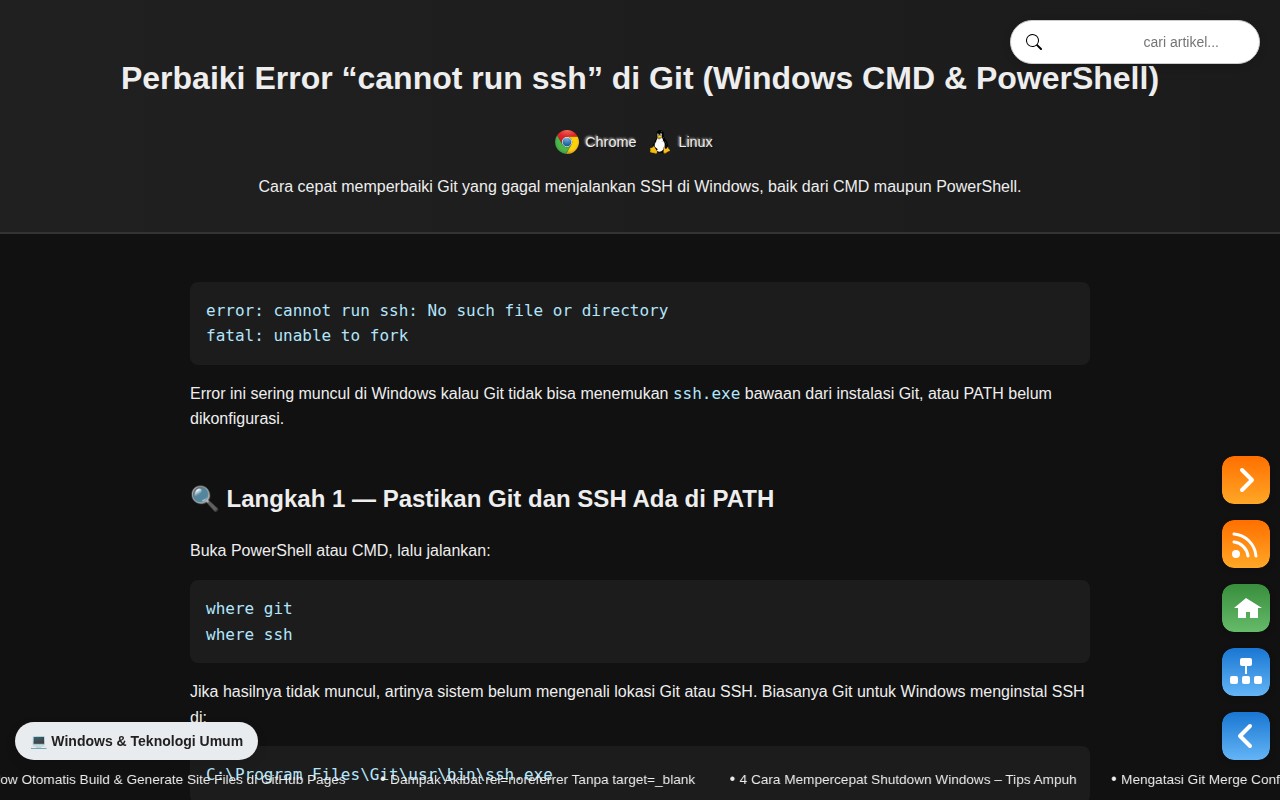 cari artikel...
Perbaiki Error “cannot run ssh” di Git (Windows CMD & PowerShell)
Chrome Linux
Cara cepat memperbaiki Git yang gagal menjalankan SSH di Windows, baik dari CMD maupun PowerShell.
error: cannot run ssh: No such file or directory
fatal: unable to fork
Error ini sering muncul di Windows kalau Git tidak bisa menemukan ssh.exe bawaan dari instalasi Git, atau PATH belum
dikonfigurasi.
🔍 Langkah 1 — Pastikan Git dan SSH Ada di PATH
Buka PowerShell atau CMD, lalu jalankan:
where git
where ssh
Jika hasilnya tidak muncul, artinya sistem belum mengenali lokasi Git atau SSH. Biasanya Git untuk Windows menginstal SSH
di:
💻 Windows & Teknologi Umum
C:\Program Files\Git\usr\bin\ssh.exe
ow Otomatis Build & Generate Site Files di GitHub Pages • Dampak Akibat rel=noreferrer Tanpa target=_blank • 4 Cara Mempercepat Shutdown Windows – Tips Ampuh • Mengatasi Git Merge Conf